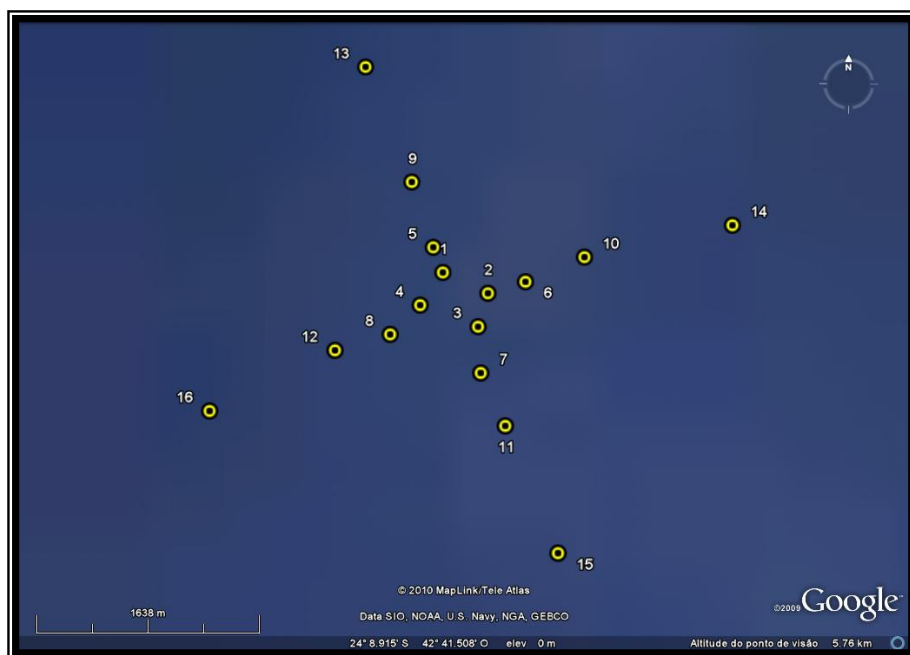 13
N
9
14
5
1
10
2
6
4
3
8
12
7
16
11
15
© 2010 MapLink/Tele Atlas
1638 m
Data SIO, NOAA, U.S. Navy, NGA, GEBCO
©2009 Google™
24° 8.915' S 42° 41.508' O elev 0 m Altitude do ponto de visão 5.76 km